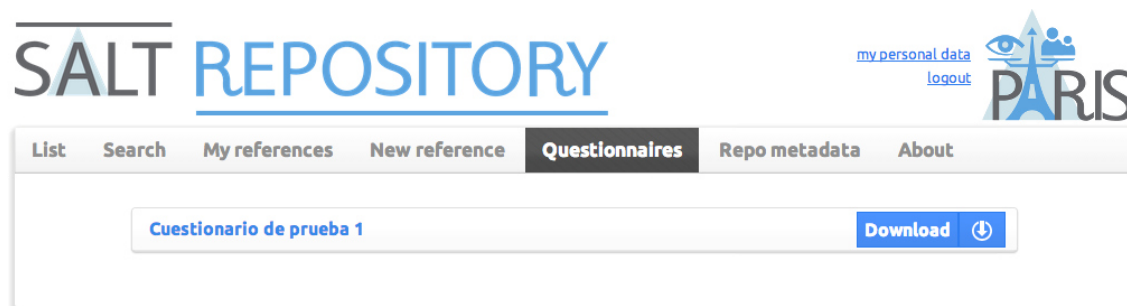 SALT REPOSITORY
my personal data
logout
PARIS
List Search My references New reference Questionnaires Repo metadata About
Cuestionario de prueba 1 Download